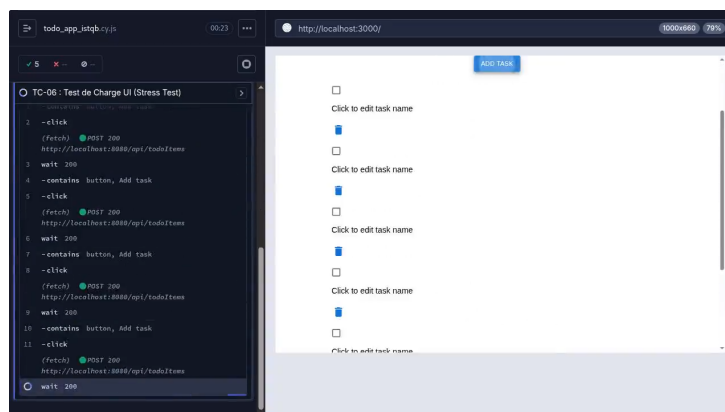 todo_app_istqb.cy.js
00:23
...
http://localhost:3000/
1000x660
79%
✓ 5
✗ --
⊘ --
ADD TASK
TC-06 : Test de Charge UI (Stress Test)
2 -click
(fetch) POST 200
http://localhost:8080/api/todoItems
3 wait 200
4 -contains button, Add task
5 -click
(fetch) POST 200
http://localhost:8080/api/todoItems
6 wait 200
7 -contains button, Add task
8 -click
(fetch) POST 200
http://localhost:8080/api/todoItems
9 wait 200
10 -contains button, Add task
11 -click
(fetch) POST 200
http://localhost:8080/api/todoItems
wait 200
Click to edit task name
Click to edit task name
Click to edit task name
Click to edit task name
Click to edit task name